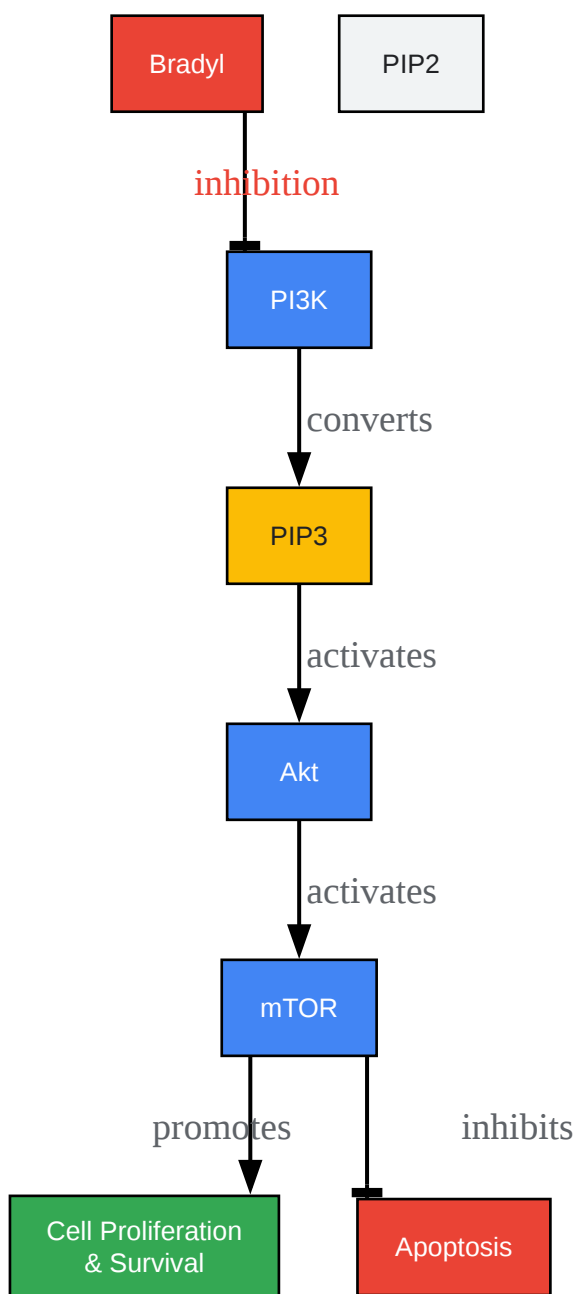 Bradyl
PIP2
inhibition
PI3K
converts
PIP3
activates
Akt
activates
mTOR
promotes
inhibits
Cell Proliferation
& Survival
Apoptosis